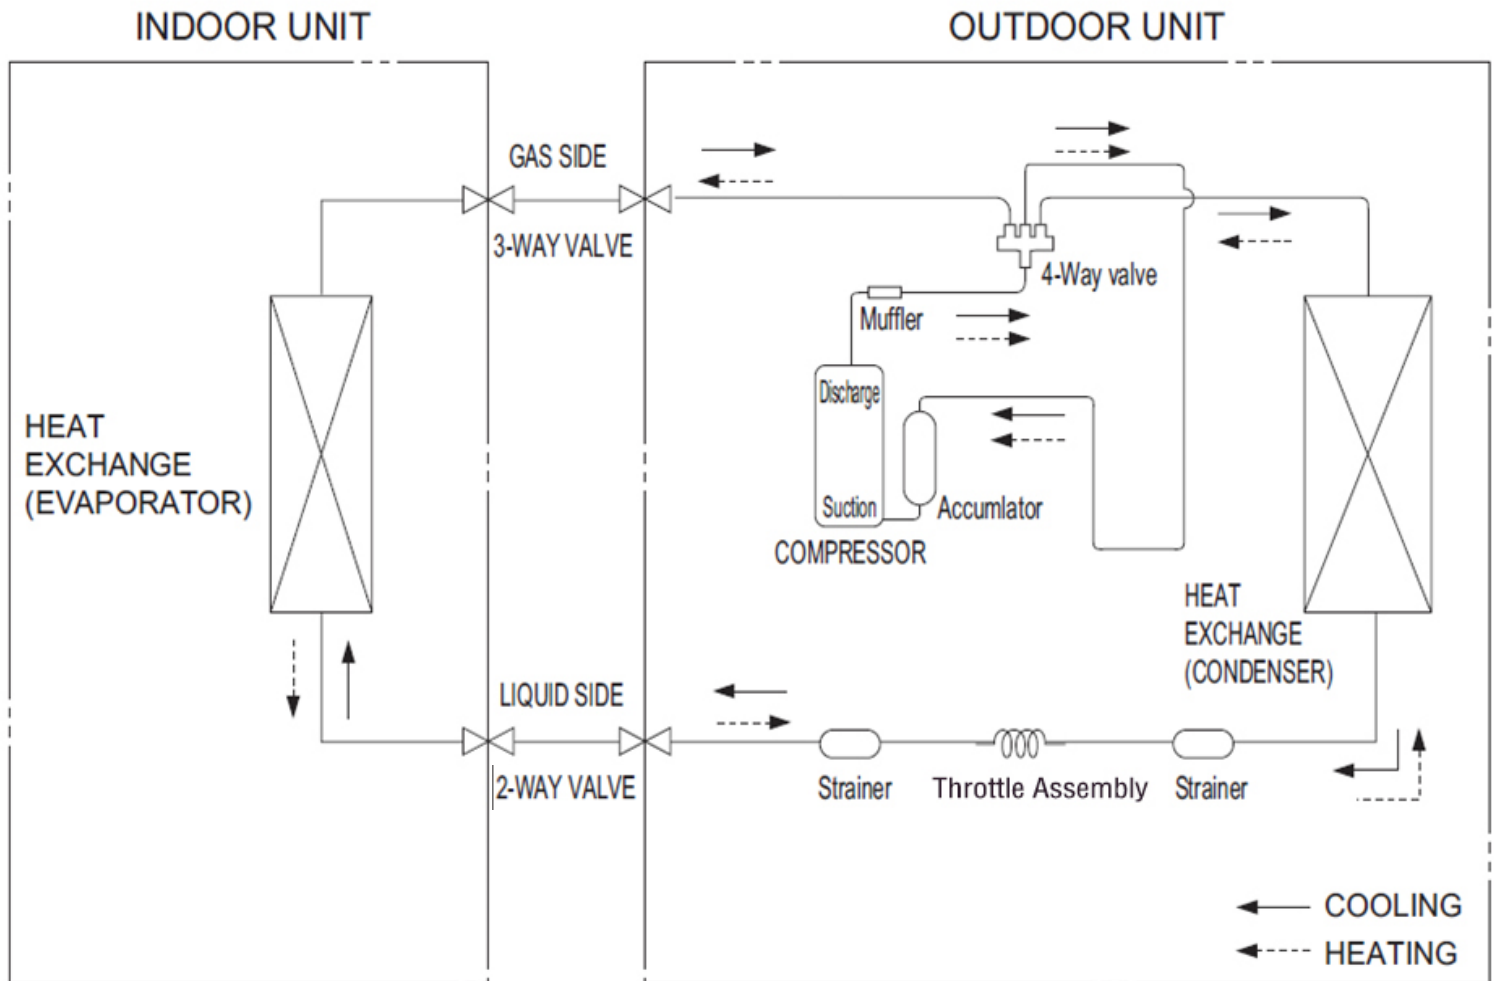 INDOOR UNIT
OUTDOOR UNIT
GAS SIDE
3-WAY VALVE
4-Way valve
Muffler
Discharge
Suction
Accumlator
COMPRESSOR
HEAT
EXCHANGE
(EVAPORATOR)
HEAT
EXCHANGE
(CONDENSER)
LIQUID SIDE
2-WAY VALVE
Strainer
Throttle Assembly
Strainer
COOLING
HEATING